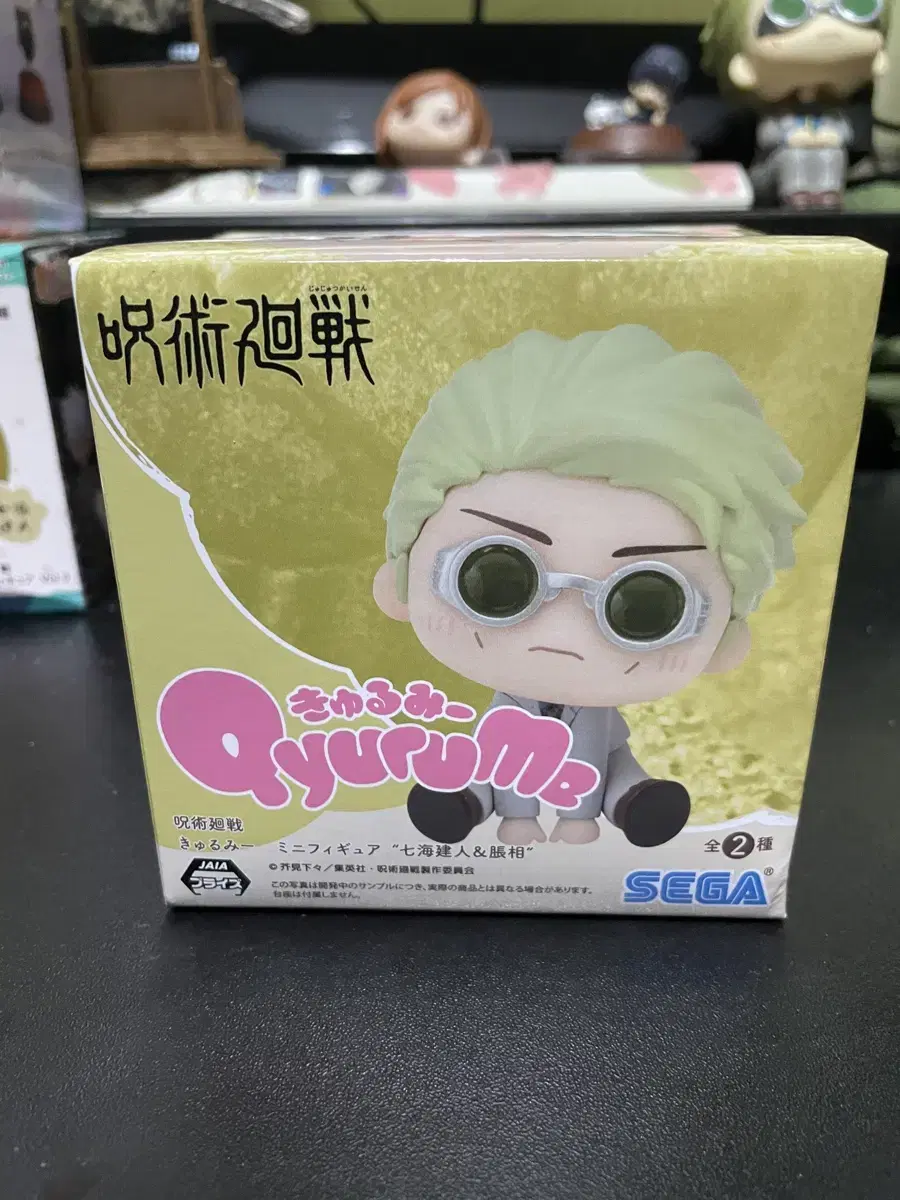 じゅじゅつかいせん
呪術廻戦
きゅるみー
QyuruMe
呪術廻戦
きゅるみー ミニフィギュア “七海建人&脹相”
全2種
JAIA
プライズ
©芥見下々/集英社・呪術廻戦製作委員会
この写真は開発中のサンプルにつき、実際の商品とは異なる場合があります。
台座は付属しません。
SEGA®